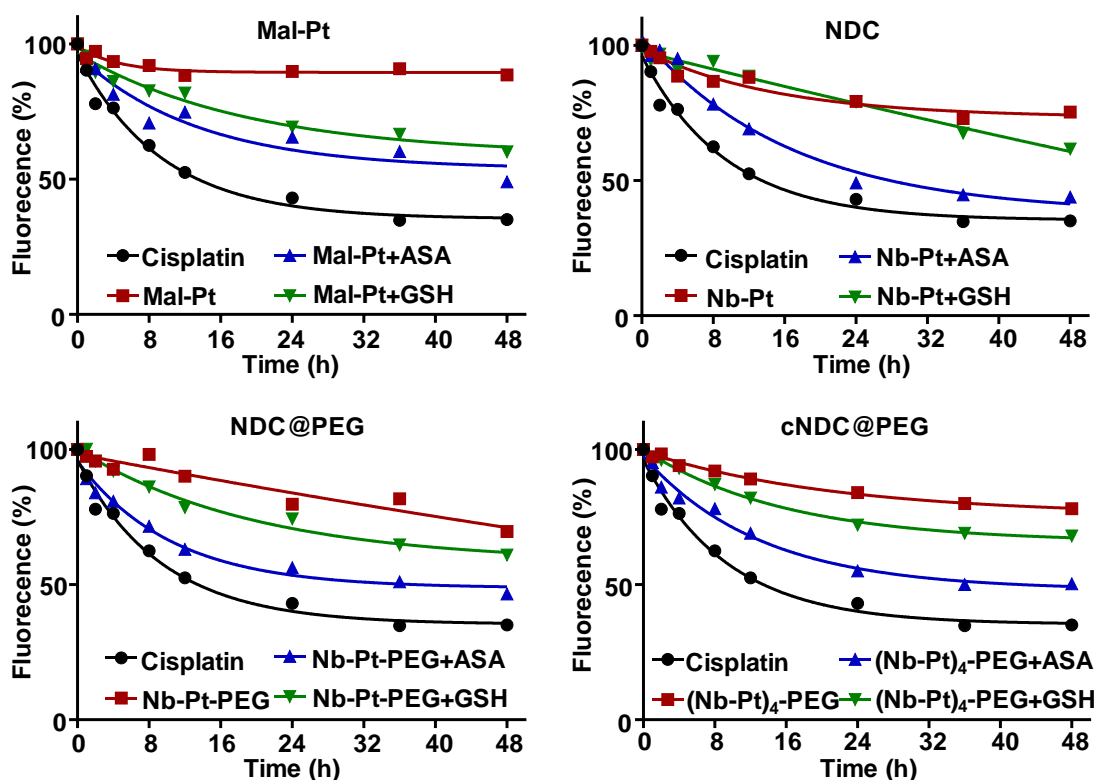 Mal-Pt
Fluorecence (%)
100
50
0
Cisplatin
Mal-Pt+ASA
Mal-Pt
Mal-Pt+GSH
0 8 16 24 32 40 48
Time (h)
NDC
Fluorecence (%)
100
50
0
Cisplatin
Nb-Pt+ASA
Nb-Pt
Nb-Pt+GSH
0 8 16 24 32 40 48
Time (h)
NDC@PEG
Fluorecence (%)
100
50
0
Cisplatin
Nb-Pt-PEG+ASA
Nb-Pt-PEG
Nb-Pt-PEG+GSH
0 8 16 24 32 40 48
Time (h)
cNDC@PEG
Fluorecence (%)
100
50
0
Cisplatin
(Nb-Pt)₄-PEG+ASA
(Nb-Pt)₄-PEG
(Nb-Pt)₄-PEG+GSH
0 8 16 24 32 40 48
Time (h)